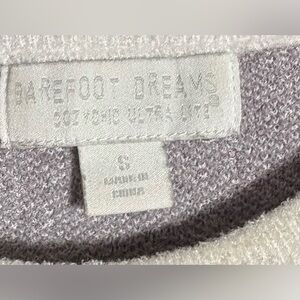 BAREFOOT DREAMS®
COZYCHIC ULTRA LITE
S
MADE IN
CHINA